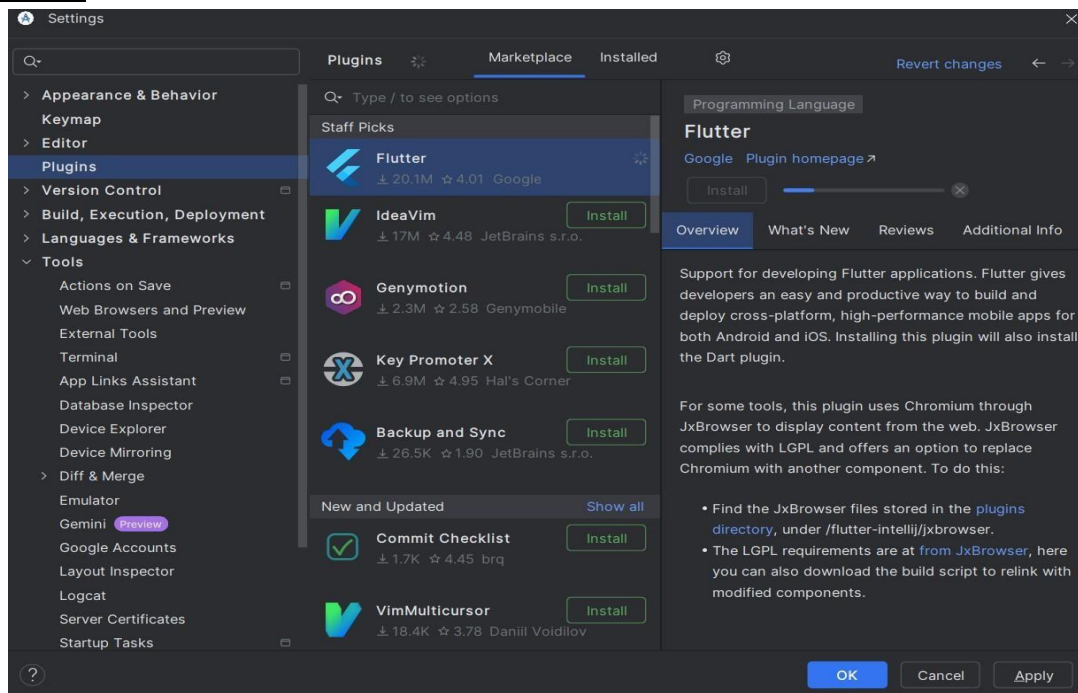 Settings
Appearance & Behavior
Keymap
Editor
Plugins
Version Control
Build, Execution, Deployment
Languages & Frameworks
Tools
Actions on Save
Web Browsers and Preview
External Tools
Terminal
App Links Assistant
Database Inspector
Device Explorer
Device Mirroring
Diff & Merge
Emulator
Gemini Preview
Google Accounts
Layout Inspector
Logcat
Server Certificates
Startup Tasks
Plugins Marketplace Installed
Revert changes
Type / to see options
Staff Picks
Flutter
20.1M 4.01 Google
IdeaVim Install
17M 4.48 JetBrains s.r.o.
Genymotion Install
2.3M 2.58 Genymobile
Key Promoter X Install
6.9M 4.95 Hal's Corner
Backup and Sync Install
26.5K 1.90 JetBrains s.r.o.
New and Updated Show all
Commit Checklist Install
1.7K 4.45 brq
VimMulticursor Install
18.4K 3.78 Daniil Voidilov
Programming Language
Flutter
Google Plugin homepage
Install
Overview What's New Reviews Additional Info
Support for developing Flutter applications. Flutter gives
developers an easy and productive way to build and
deploy cross-platform, high-performance mobile apps for
both Android and iOS. Installing this plugin will also install
the Dart plugin.
For some tools, this plugin uses Chromium through
JxBrowser to display content from the web. JxBrowser
complies with LGPL and offers an option to replace
Chromium with another component. To do this:
• Find the JxBrowser files stored in the plugins
directory, under /flutter-intellij/jxbrowser.
• The LGPL requirements are at from JxBrowser, here
you can also download the build script to relink with
modified components.
? OK Cancel Apply